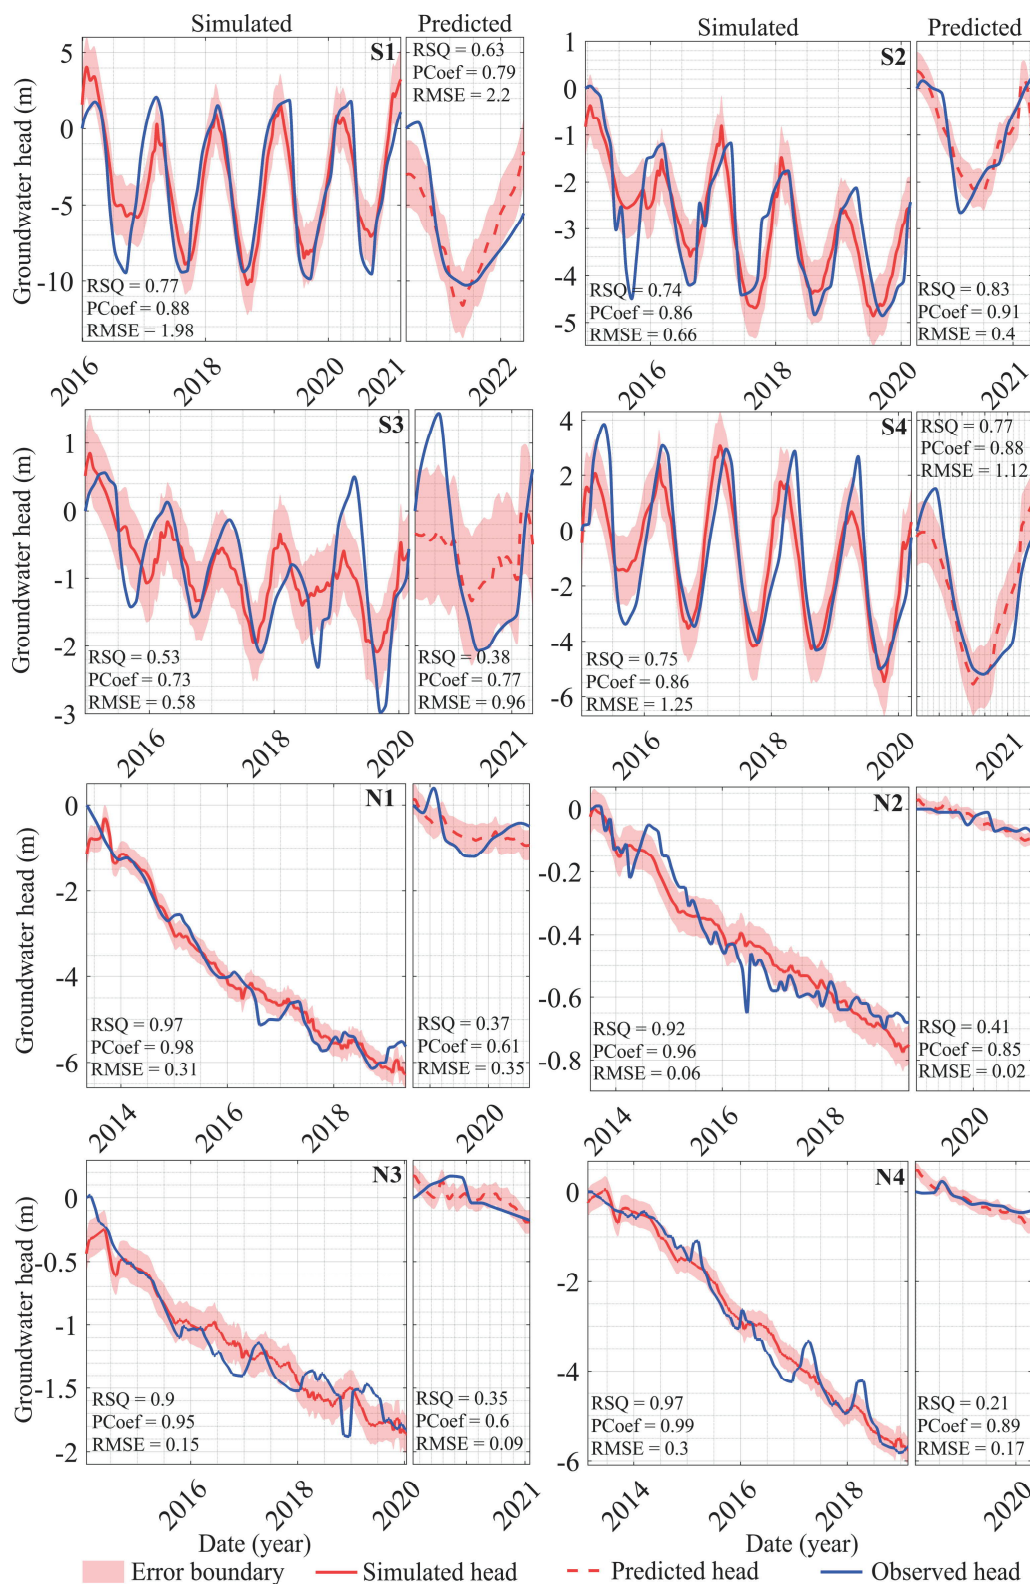 Simulated Predicted Simulated Predicted
Groundwater head (m)
S1
5
0
-5
-10
RSQ = 0.77
PCoef = 0.88
RMSE = 1.98
RSQ = 0.63
PCoef = 0.79
RMSE = 2.2
2016 2018 2020 2021 2022
S2
1
0
-1
-2
-3
-4
-5
RSQ = 0.74
PCoef = 0.86
RMSE = 0.66
RSQ = 0.83
PCoef = 0.91
RMSE = 0.4
2016 2018 2020 2020 2021
Groundwater head (m)
S3
1
0
-1
-2
-3
RSQ = 0.53
PCoef = 0.73
RMSE = 0.58
RSQ = 0.38
PCoef = 0.77
RMSE = 0.96
2016 2018 2020 2021
S4
4
2
0
-2
-4
-6
RSQ = 0.75
PCoef = 0.86
RMSE = 1.25
RSQ = 0.77
PCoef = 0.88
RMSE = 1.12
2016 2018 2020 2021
Groundwater head (m)
N1
0
-2
-4
-6
RSQ = 0.97
PCoef = 0.98
RMSE = 0.31
RSQ = 0.37
PCoef = 0.61
RMSE = 0.35
2014 2016 2018 2020
N2
0
-0.2
-0.4
-0.6
-0.8
RSQ = 0.92
PCoef = 0.96
RMSE = 0.06
RSQ = 0.41
PCoef = 0.85
RMSE = 0.02
2014 2016 2018 2020
Groundwater head (m)
N3
0
-0.5
-1
-1.5
-2
RSQ = 0.9
PCoef = 0.95
RMSE = 0.15
RSQ = 0.35
PCoef = 0.6
RMSE = 0.09
2016 2018 2020 2021
N4
0
-2
-4
-6
RSQ = 0.97
PCoef = 0.99
RMSE = 0.3
RSQ = 0.21
PCoef = 0.89
RMSE = 0.17
2014 2016 2018 2020
Date (year) Date (year)
Error boundary Simulated head Predicted head Observed head